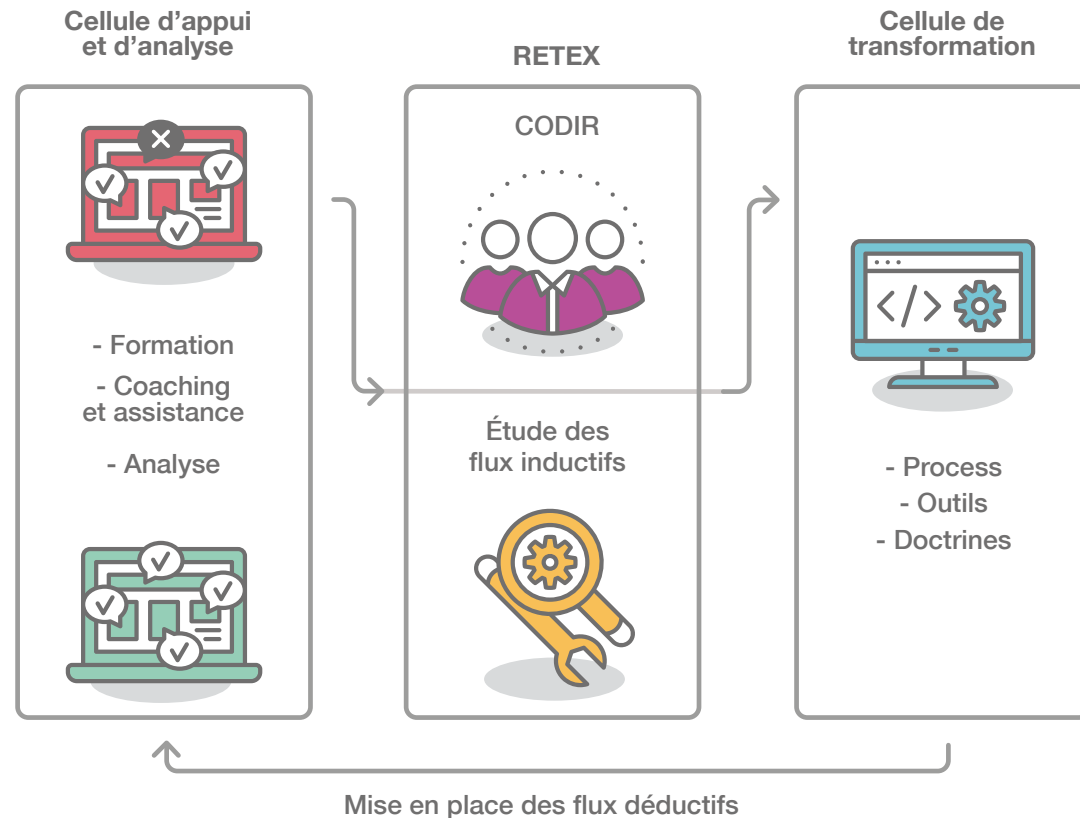 Cellule d'appui
et d'analyse
- Formation
- Coaching
et assistance
- Analyse
RETEX
CODIR
Étude des
flux inductifs
Cellule de
transformation
</>
- Process
- Outils
- Doctrines
Mise en place des flux déductifs